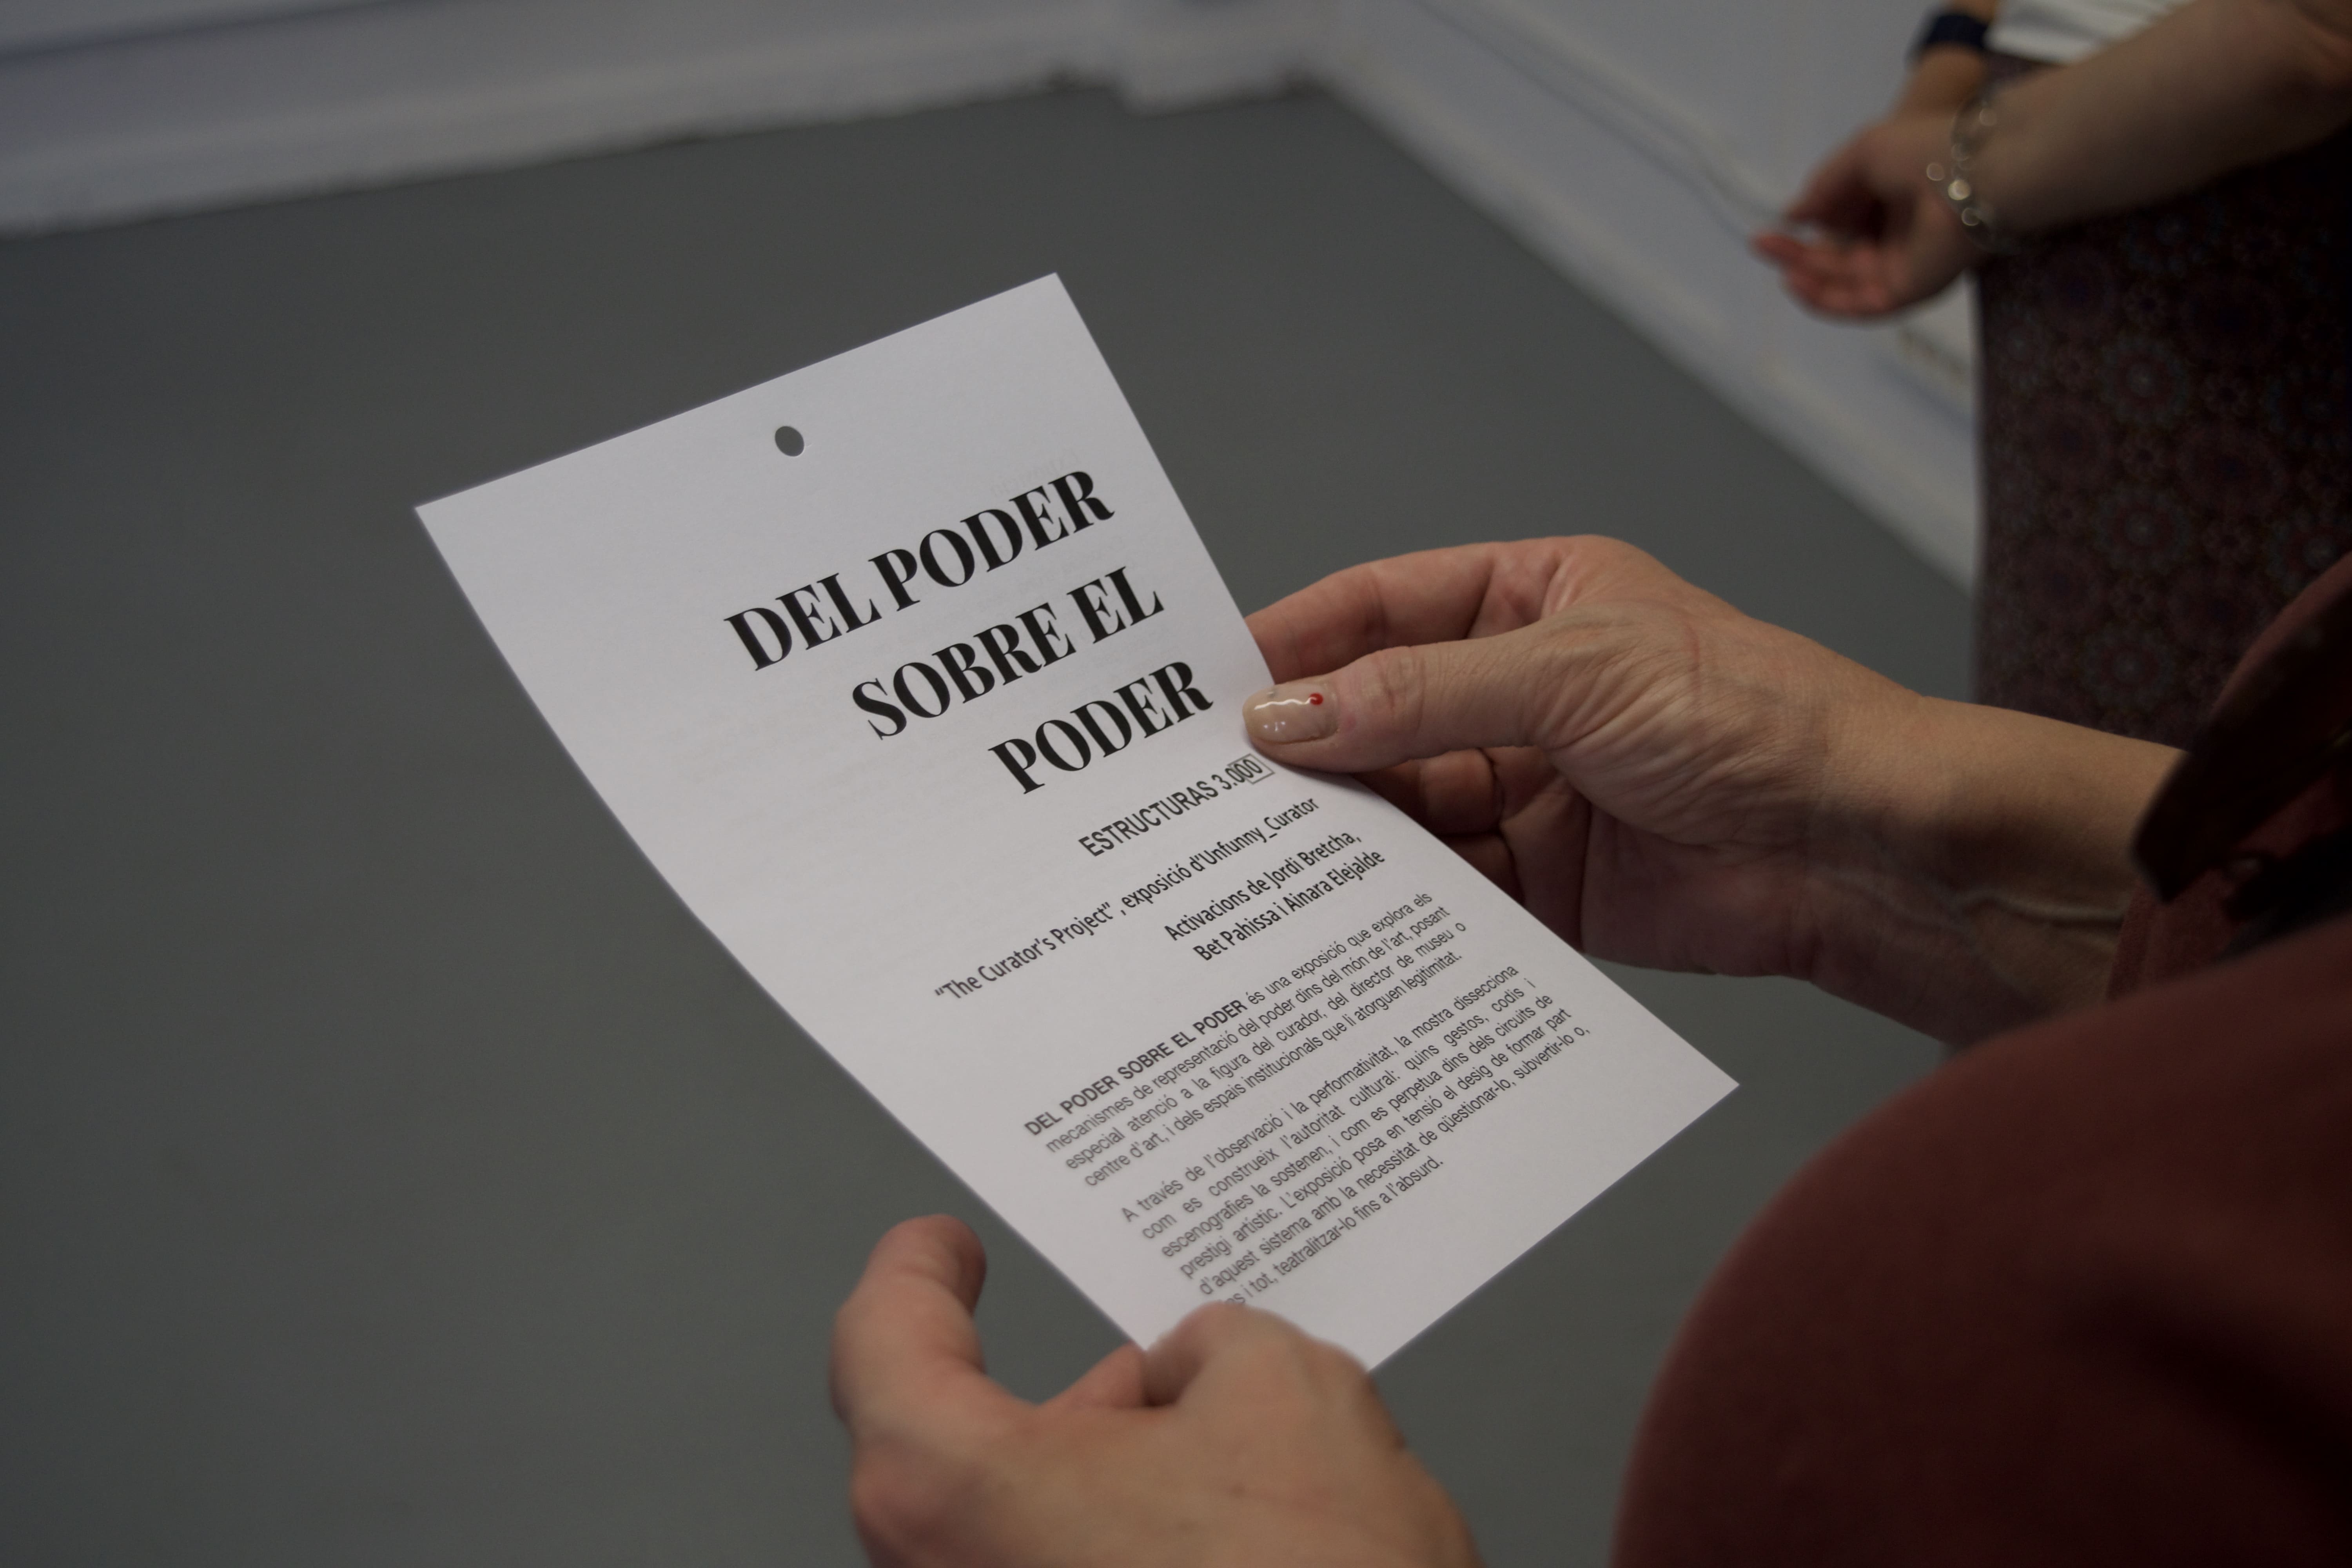 DEL PODER
SOBRE EL
PODER
ESTRUCTURAS 3.000
"The Curator's Project" , exposició d'Unfunny_Curator
Activacions de Jordi Bretcha,
Bet Pahissa i Ainara Elejalde
DEL PODER SOBRE EL PODER és una exposició que explora els
mecanismes de representació del poder dins del món de l'art, posant
especial atenció a la figura del curador, del director de museu o
centre d'art, i dels espais institucionals que li atorguen legitimitat.
A través de l'observació i la performativitat, la mostra disecciona
com es construeix l'autoritat cultural: quins gestos, codis i
escenografies la sostenen, i com es perpetua dins dels circuits de
prestigi artístic. L'exposició posa en tensió el desig de formar part
d'aquest sistema amb la necessitat de qüestionar-lo, subvertir-lo o,
i tot, teatralitzar-lo fins a l'absurd.